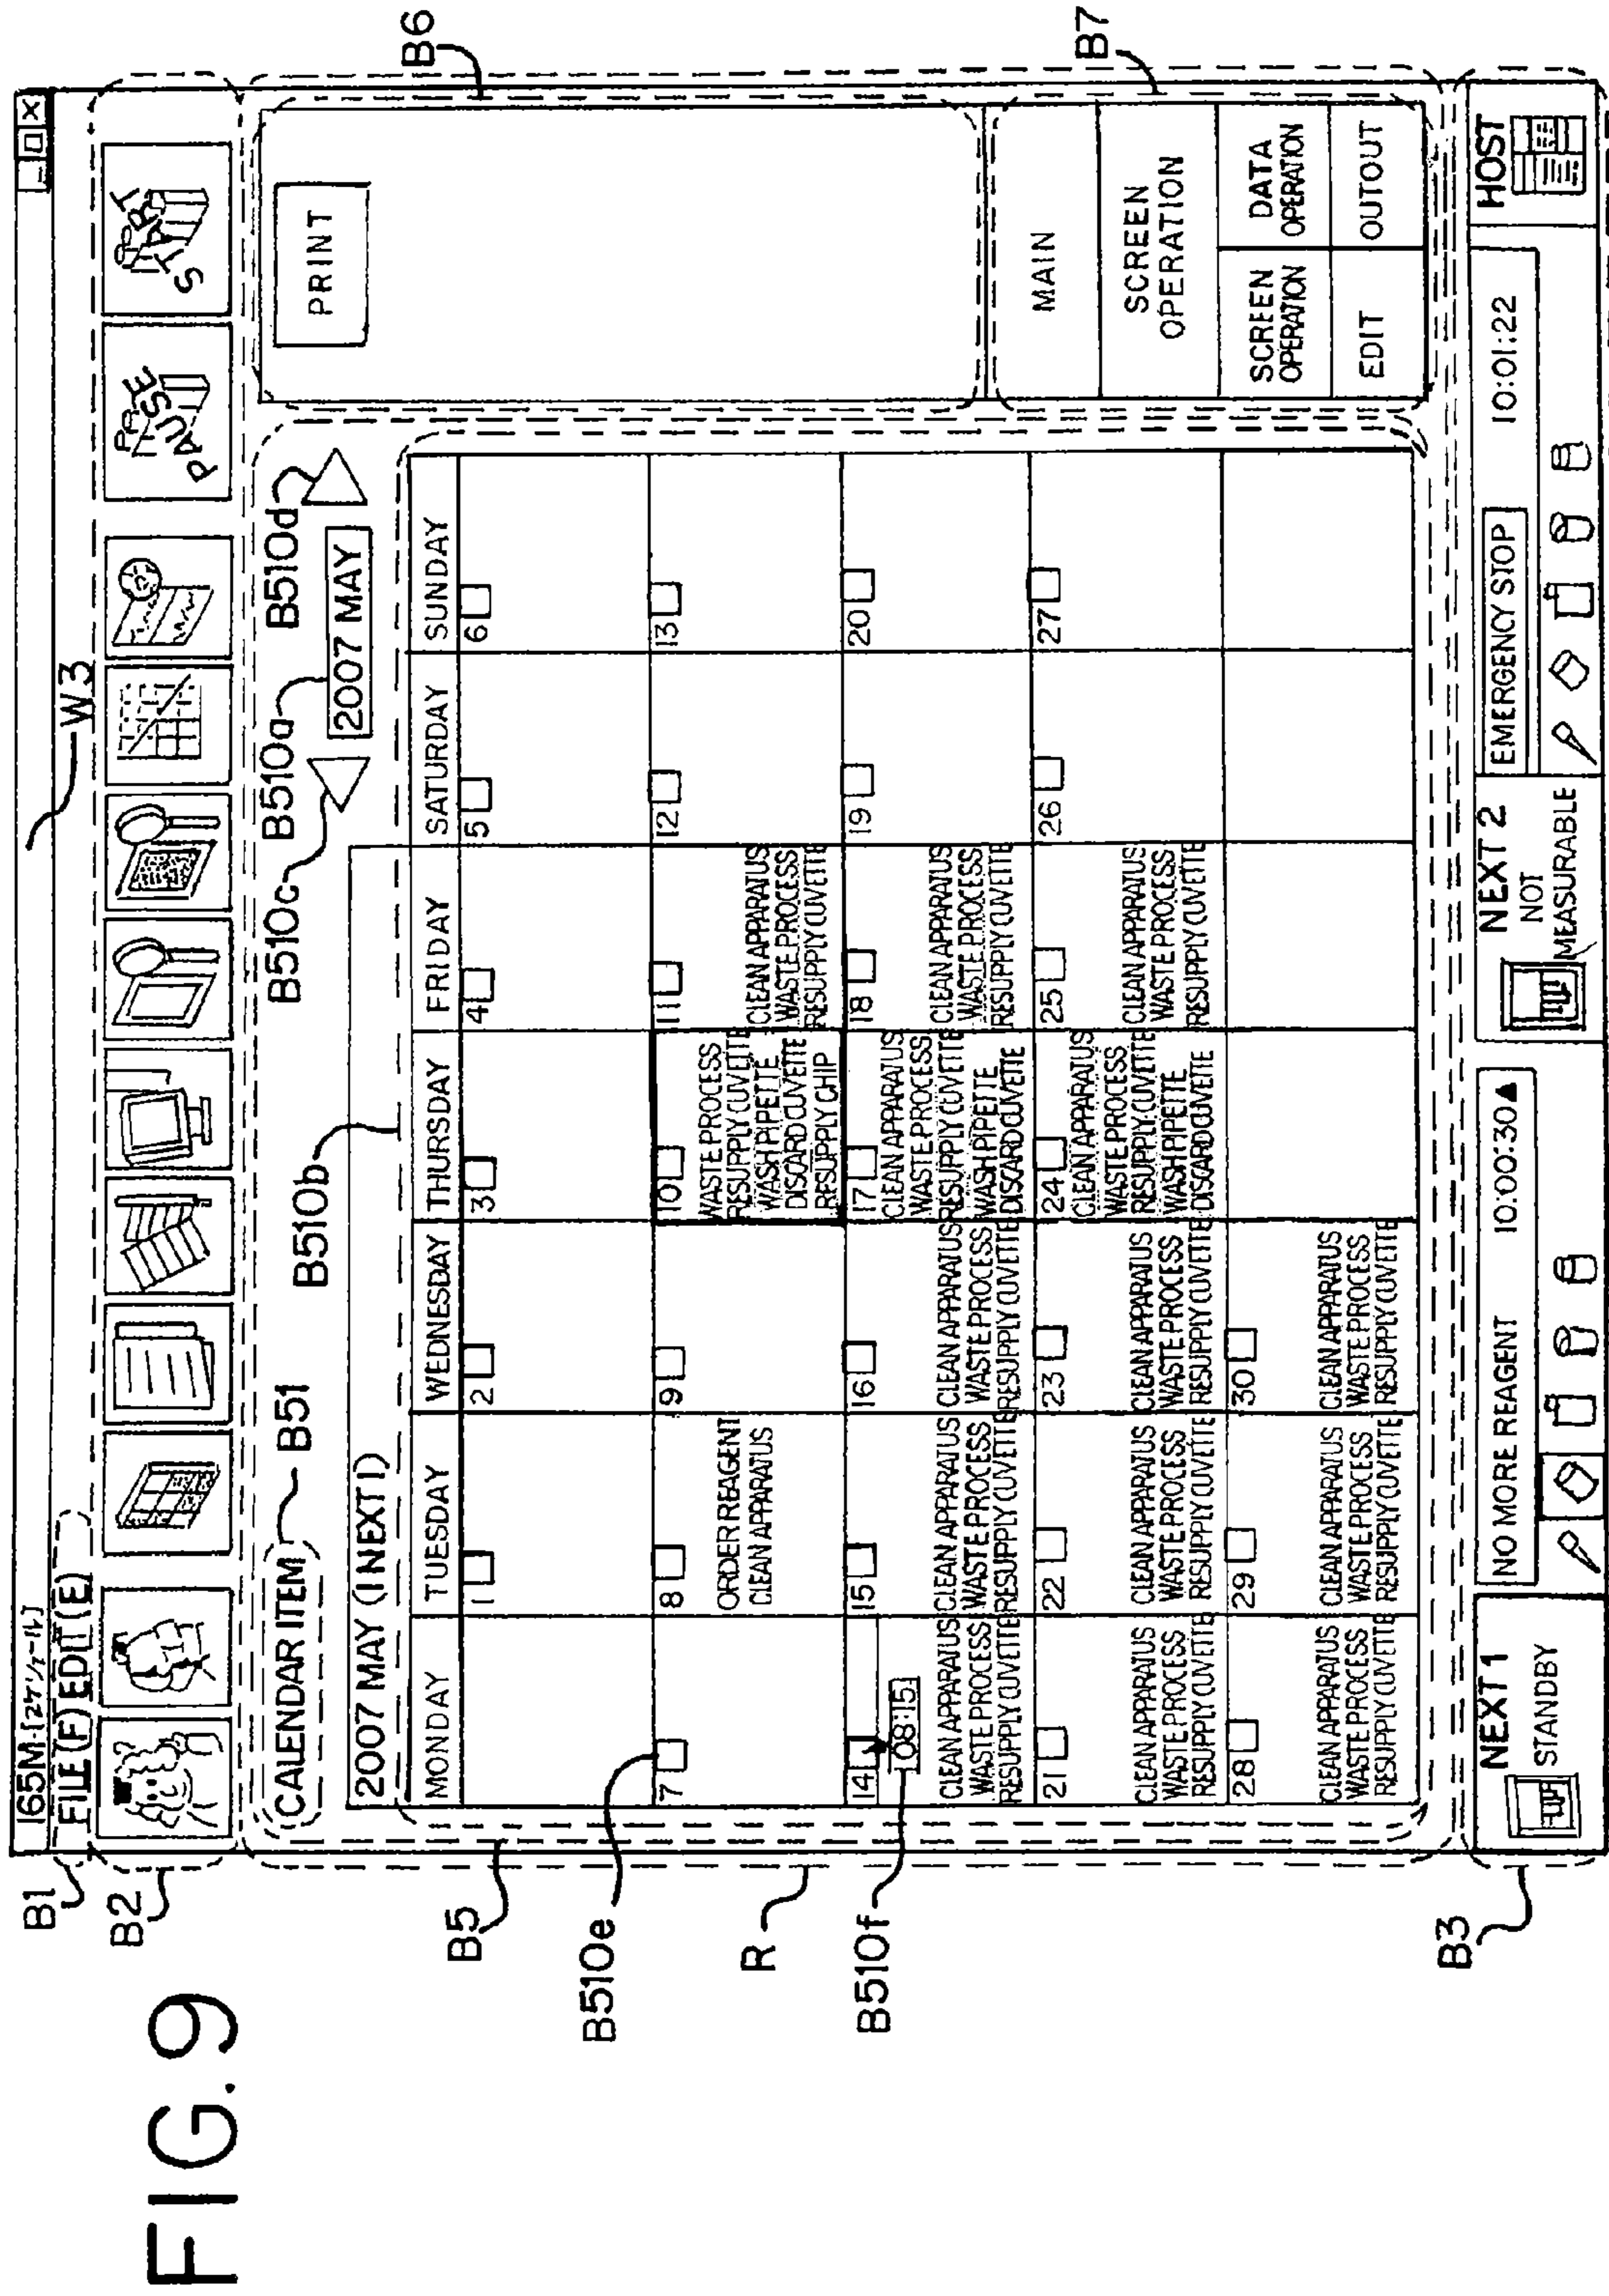 FIG.9
W3
I65M-[スケジュール]
_ □ X
B1
FILE(F) EDIT(E)
B2
PAUSE
START
CALENDAR ITEM
B51
B510b
B510c
B510a
B510d
2007 MAY
B6
PRINT
2007 MAY (NEXT1)
MONDAY TUESDAY WEDNESDAY THURSDAY FRIDAY SATURDAY SUNDAY
1 2 3 4 5 6
B5
B510e
7
8
ORDER REAGENT
CLEAN APPARATUS
9
10
WASTE PROCESS
RESUPPLY CUVETTE
WASH PIPETTE
DISCARD CUVETTE
RESUPPLY CHIP
11
CLEAN APPARATUS
WASTE PROCESS
RESUPPLY CUVETTE
12
13
R
B510f
14
08:15
CLEAN APPARATUS
WASTE PROCESS
RESUPPLY CUVETTE
15
CLEAN APPARATUS
WASTE PROCESS
RESUPPLY CUVETTE
16
CLEAN APPARATUS
WASTE PROCESS
RESUPPLY CUVETTE
17
CLEAN APPARATUS
WASTE PROCESS
RESUPPLY CUVETTE
WASH PIPETTE
DISCARD CUVETTE
18
CLEAN APPARATUS
WASTE PROCESS
RESUPPLY CUVETTE
19
20
21
CLEAN APPARATUS
WASTE PROCESS
RESUPPLY CUVETTE
22
CLEAN APPARATUS
WASTE PROCESS
RESUPPLY CUVETTE
23
CLEAN APPARATUS
WASTE PROCESS
RESUPPLY CUVETTE
24
CLEAN APPARATUS
WASTE PROCESS
RESUPPLY CUVETTE
WASH PIPETTE
DISCARD CUVETTE
25
CLEAN APPARATUS
WASTE PROCESS
RESUPPLY CUVETTE
26
27
28
CLEAN APPARATUS
WASTE PROCESS
RESUPPLY CUVETTE
29
CLEAN APPARATUS
WASTE PROCESS
RESUPPLY CUVETTE
30
CLEAN APPARATUS
WASTE PROCESS
RESUPPLY CUVETTE
B7
MAIN
SCREEN
OPERATION
SCREEN
OPERATION
DATA
OPERATION
EDIT
OUTOUT
B3
NEXT1
STANDBY
NO MORE REAGENT 10:00:30▲
NEXT 2
NOT
MEASURABLE
EMERGENCY STOP 10:01:22
HOST